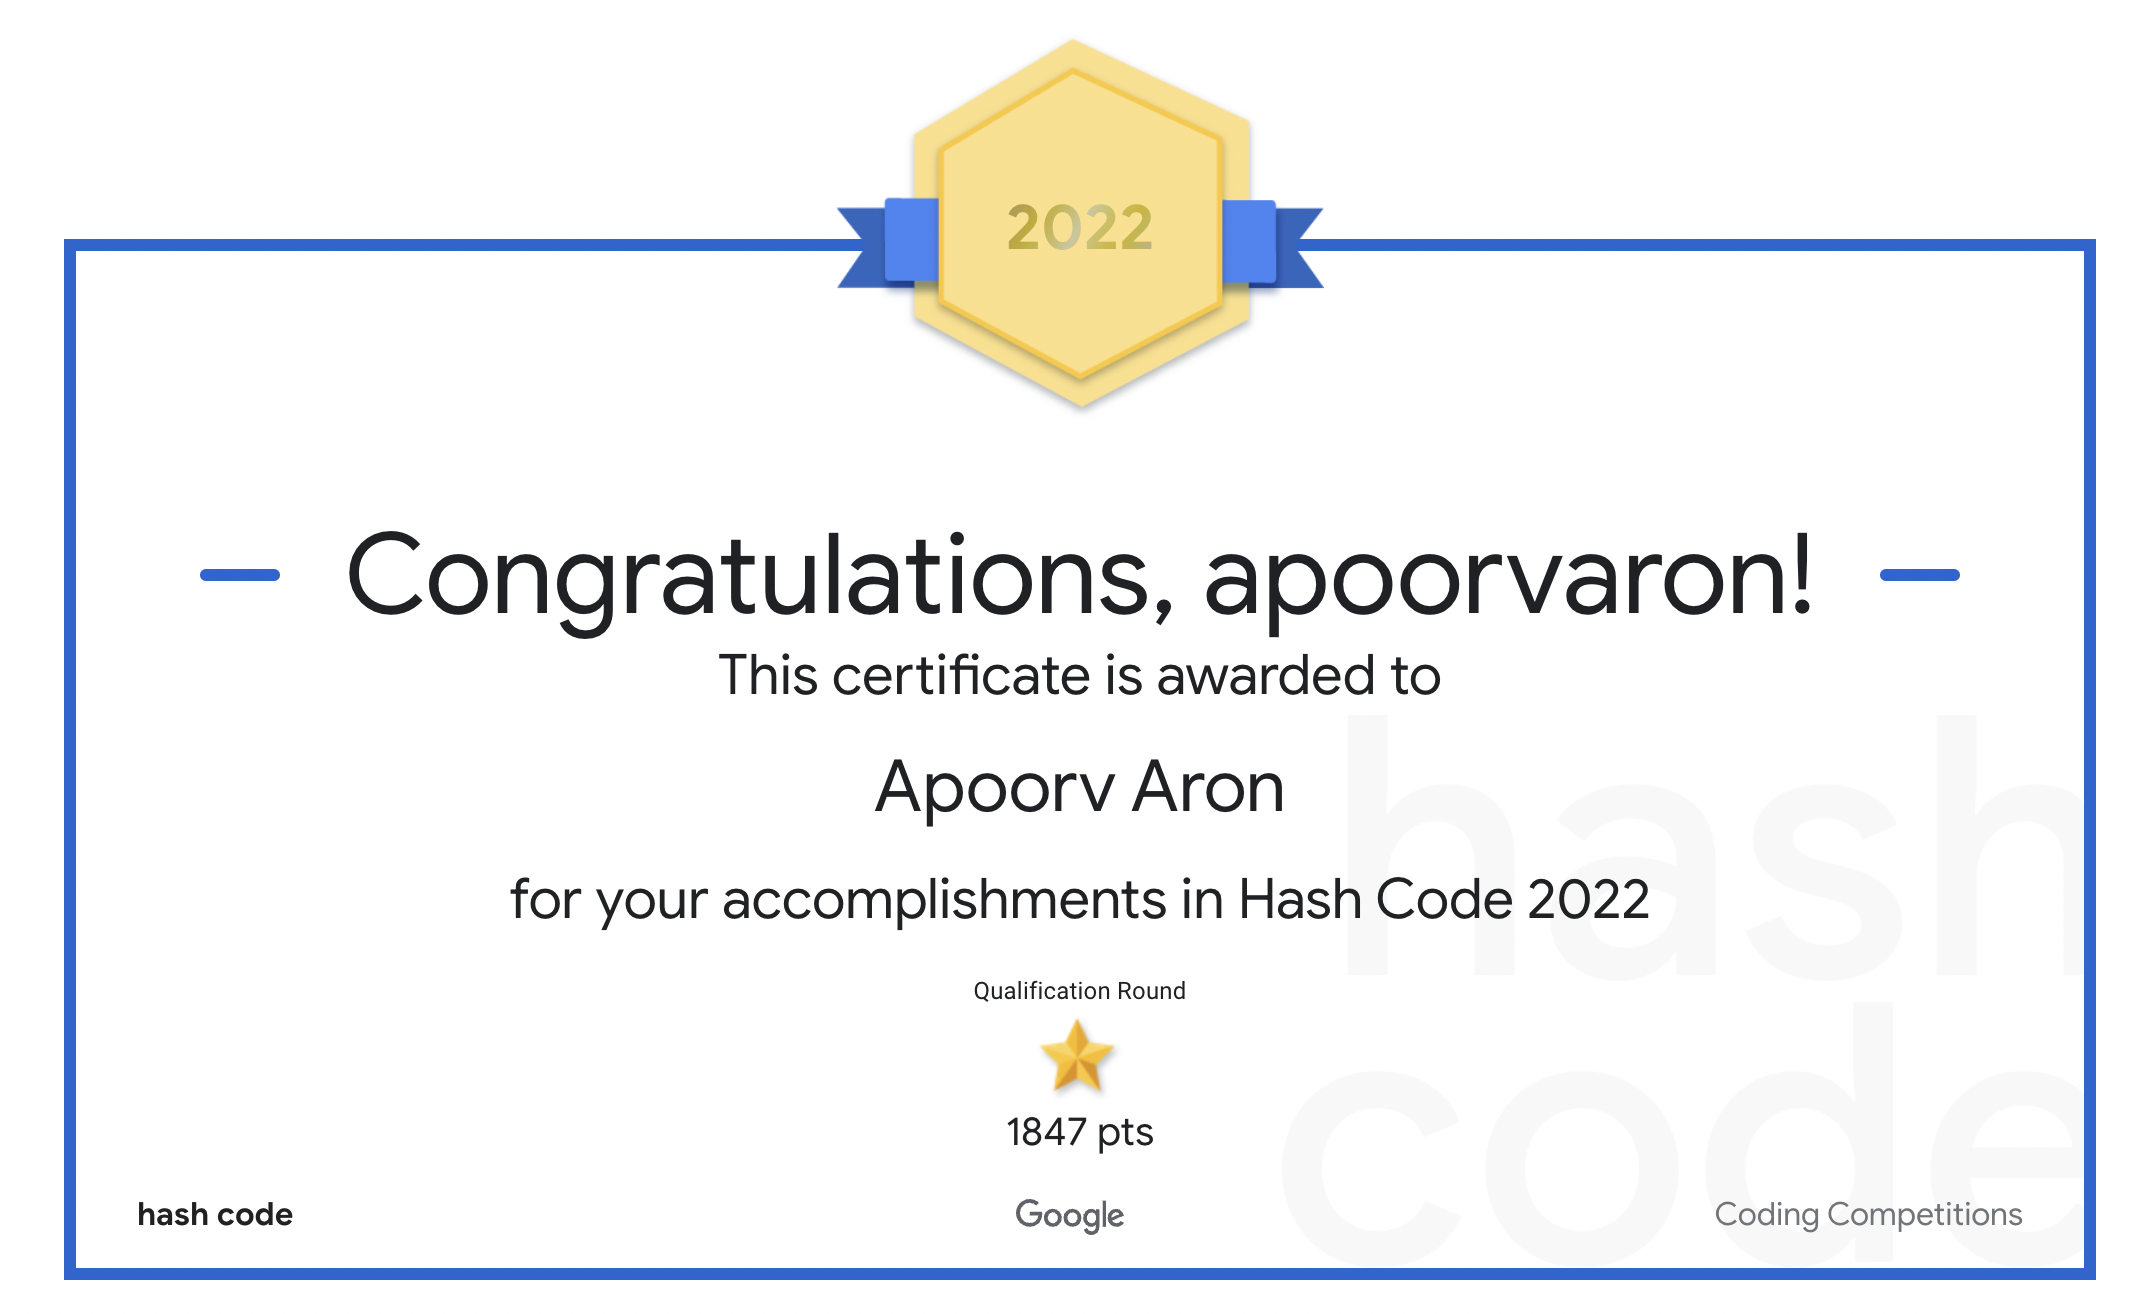 2022
Congratulations, apoorvaron!
This certificate is awarded to
Apoorv Aron
for your accomplishments in Hash Code 2022
Qualification Round
1847 pts
hash code
Google
Coding Competitions
hash
code